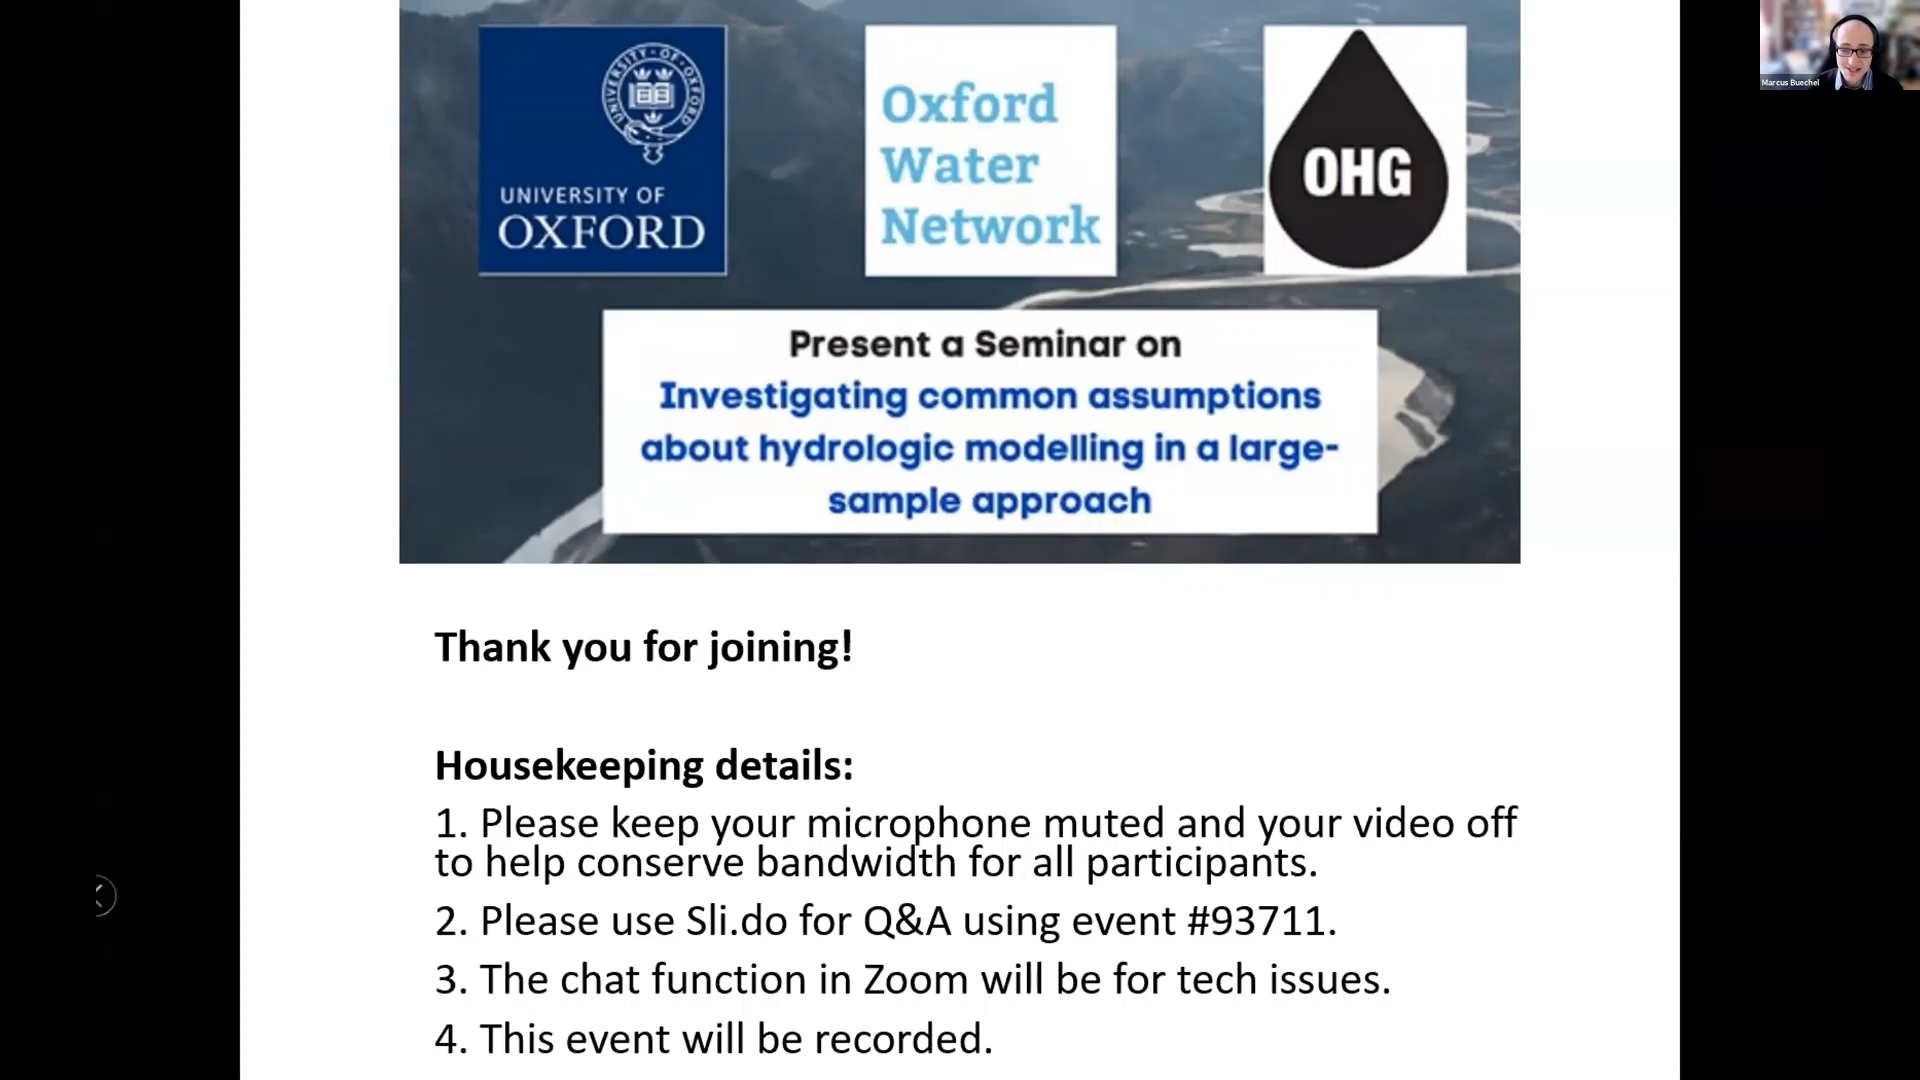 UNIVERSITY OF OXFORD
UNIVERSITY OF
OXFORD
Oxford
Water
Network
OHG
Present a Seminar on
Investigating common assumptions
about hydrologic modelling in a large-
sample approach
Marcus Buechel
Thank you for joining!
Housekeeping details:
1. Please keep your microphone muted and your video off
to help conserve bandwidth for all participants.
2. Please use Sli.do for Q&A using event #93711.
3. The chat function in Zoom will be for tech issues.
4. This event will be recorded.